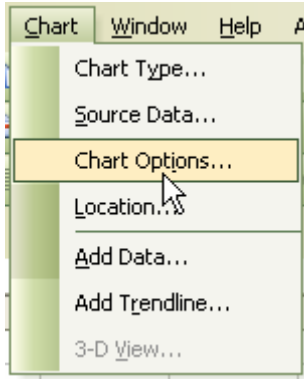 Chart Window Help
Chart Type...
Source Data...
Chart Options...
Location...
Add Data...
Add Trendline...
3-D View...